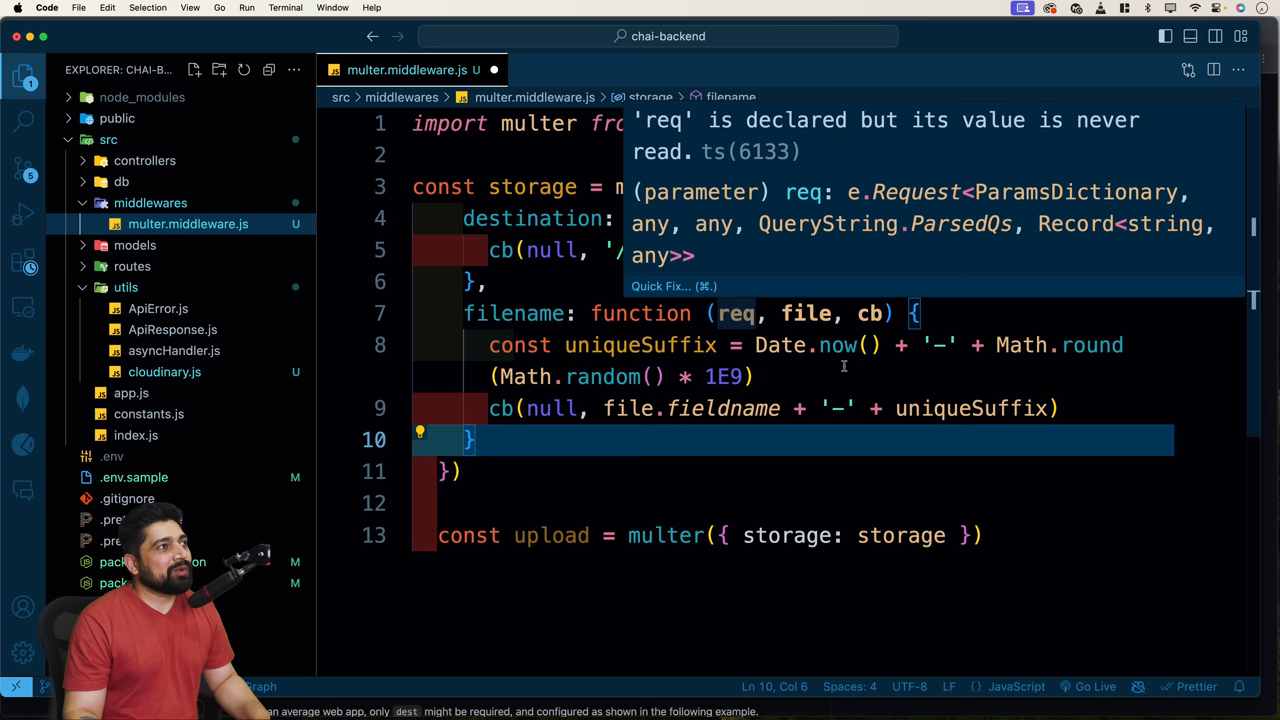 Code File Edit Selection View Go Run Terminal Window Help
chai-backend
EXPLORER: CHAI-B...
multer.middleware.js U
src > middlewares > multer.middleware.js > storage > filename
node_modules
public
src
controllers
db
middlewares
multer.middleware.js U
models
routes
utils
ApiError.js
ApiResponse.js
asyncHandler.js
cloudinary.js U
app.js
constants.js
index.js
.env
.env.sample M
.gitignore
M
M
1
5
1 import multer
2
3 const storage =
4 destination:
5 cb(null, '/
6 },
7 filename: function (req, file, cb) {
8 const uniqueSuffix = Date.now() + '-' + Math.round
(Math.random() * 1E9)
9 cb(null, file.fieldname + '-' + uniqueSuffix)
10 }
11 })
12
13 const upload = multer({ storage: storage })
'req' is declared but its value is never
read. ts(6133)
(parameter) req: e.Request<ParamsDictionary,
any, any, QueryString.ParsedQs, Record<string,
any>>
Quick Fix... (⌘.)
Graph
Ln 10, Col 6 Spaces: 4 UTF-8 LF {} JavaScript Go Live Prettier
an average web app, only dest might be required, and configured as shown in the following example.